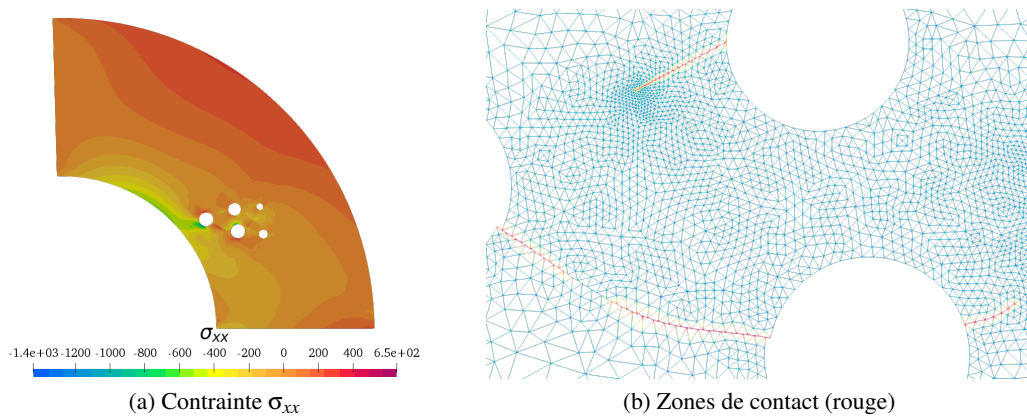 σxx
-1.4e+03 -1200 -1000 -800 -600 -400 -200 0 200 400 6.5e+02
(a) Contrainte σxx
(b) Zones de contact (rouge)